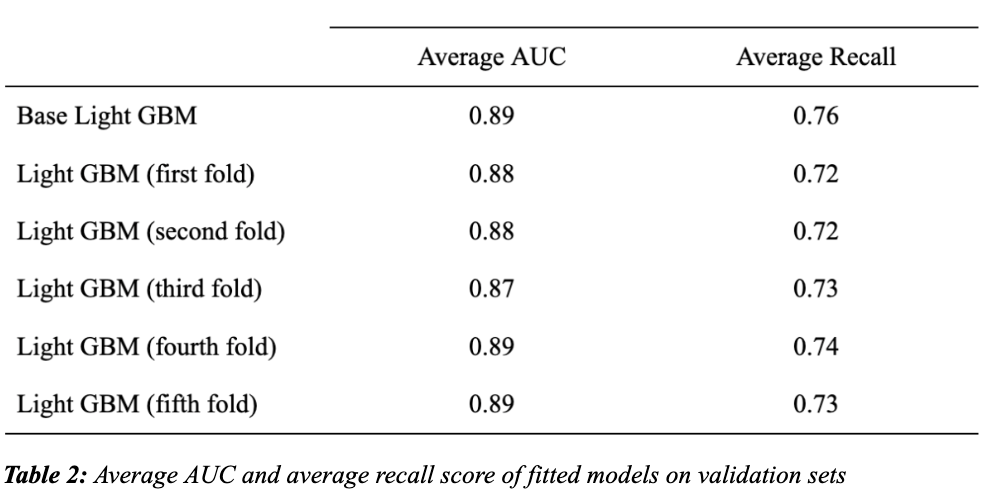 Average AUC Average Recall
Base Light GBM 0.89 0.76
Light GBM (first fold) 0.88 0.72
Light GBM (second fold) 0.88 0.72
Light GBM (third fold) 0.87 0.73
Light GBM (fourth fold) 0.89 0.74
Light GBM (fifth fold) 0.89 0.73
Table 2: Average AUC and average recall score of fitted models on validation sets